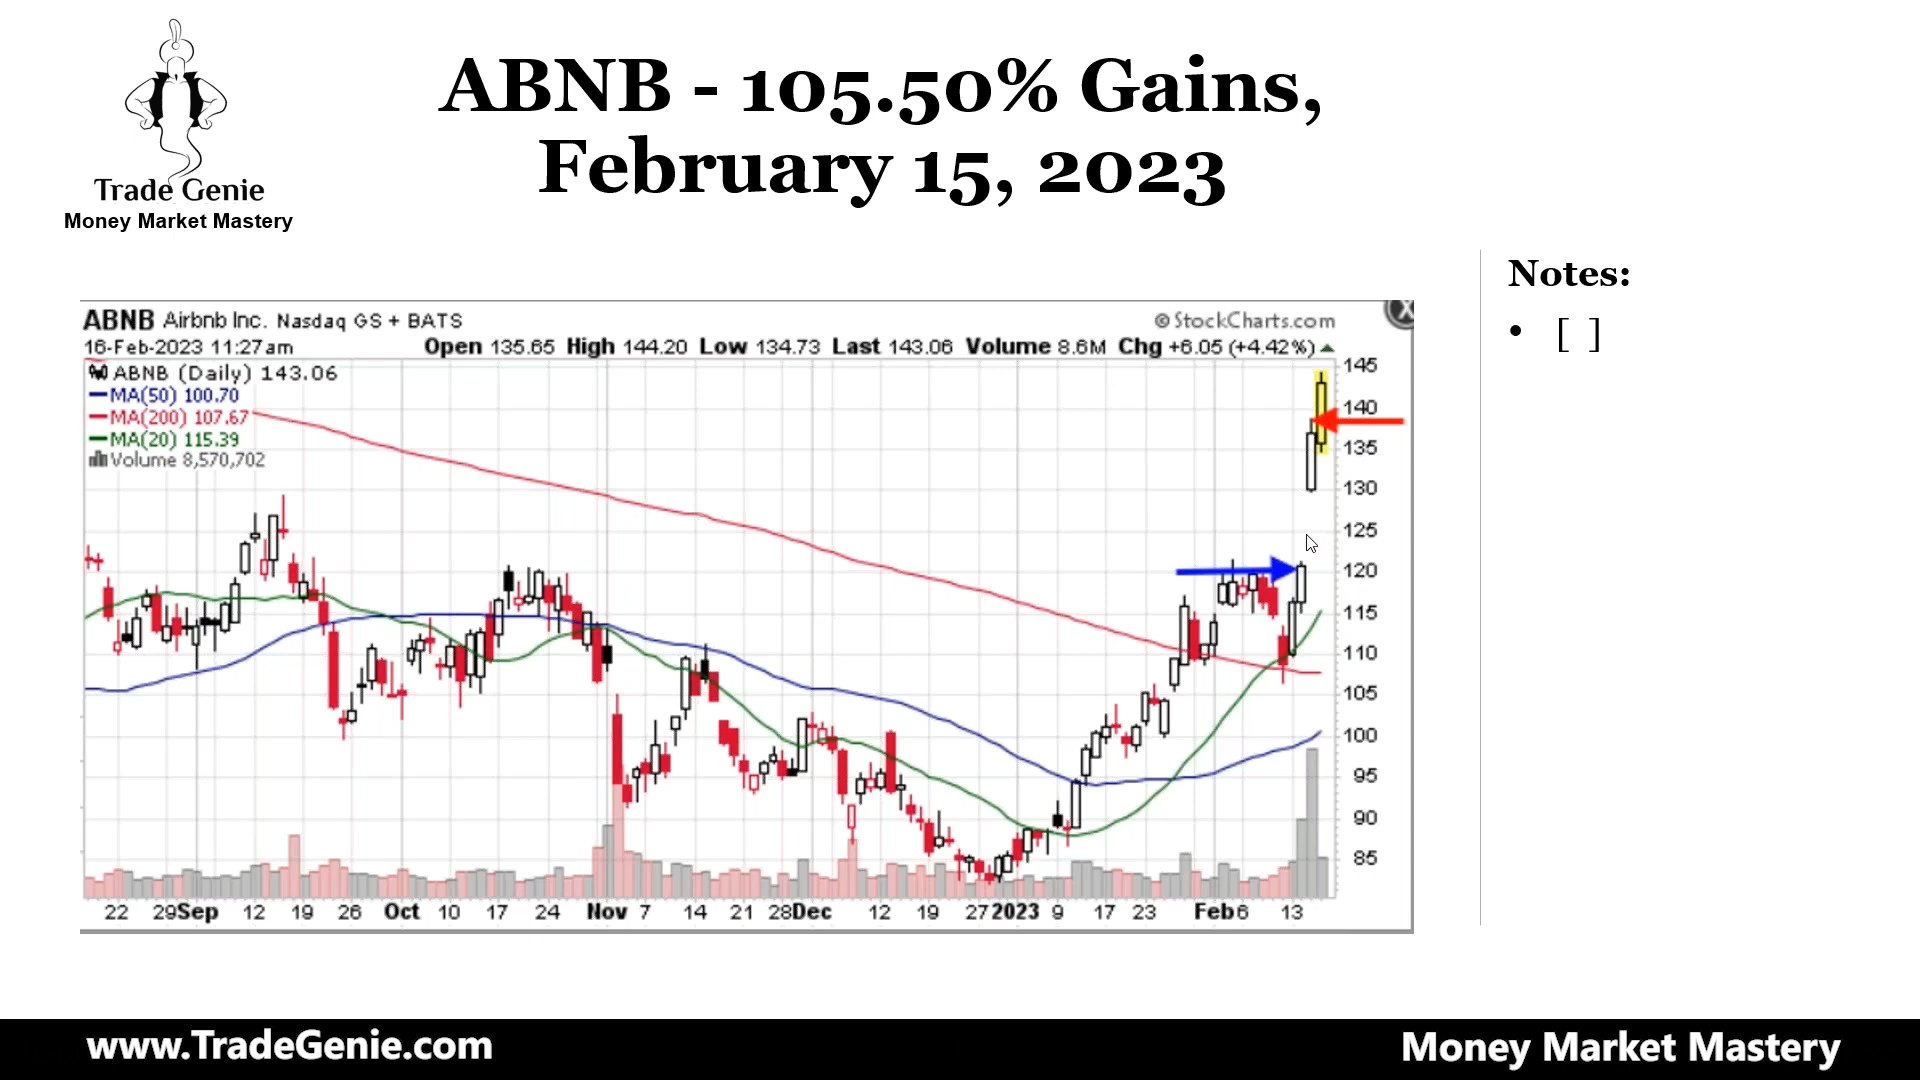 ABNB - 105.50% Gains,
February 15, 2023
Trade Genie
Money Market Mastery
Notes:
• [ ]
ABNB Airbnb Inc. Nasdaq GS + BATS
© StockCharts.com
X
16-Feb-2023 11:27am
Open 135.65 High 144.20 Low 134.73 Last 143.06 Volume 8.6M Chg +6.05 (+4.42%)
ABNB (Daily) 143.06
MA(50) 100.70
MA(200) 107.67
MA(20) 115.39
Volume 8,570,702
145
140
135
130
125
120
115
110
105
100
95
90
85
22 29 Sep 12 19 26 Oct 10 17 24 Nov 7 14 21 28 Dec 12 19 27 2023 9 17 23 Feb 6 13
www.TradeGenie.com
Money Market Mastery